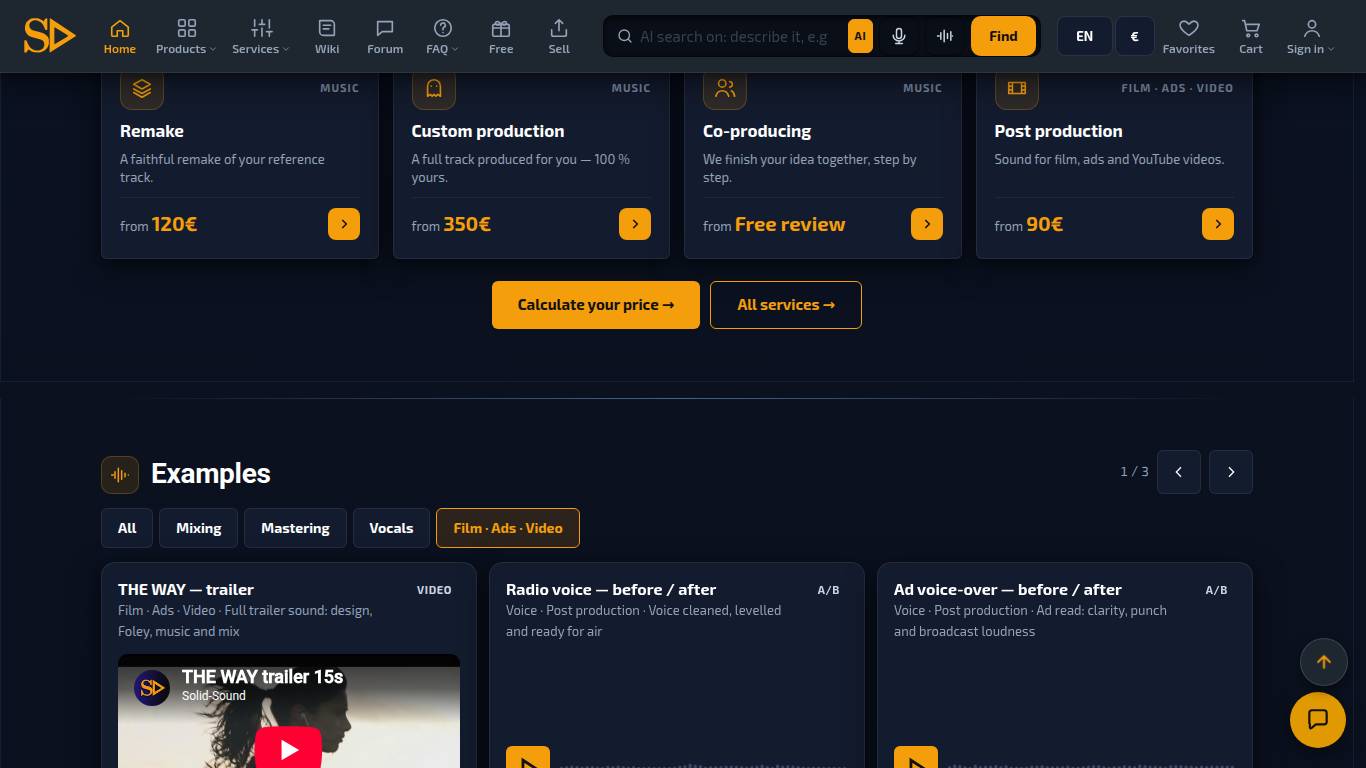 Home
Products
Services
Wiki
Forum
FAQ
Free
Sell
AI search on: describe it, e.g
AI
Find
EN
€
Favorites
Cart
Sign in
MUSIC
Remake
A faithful remake of your reference
track.
from 120€
MUSIC
Custom production
A full track produced for you — 100 %
yours.
from 350€
MUSIC
Co-producing
We finish your idea together, step by
step.
from Free review
FILM · ADS · VIDEO
Post production
Sound for film, ads and YouTube videos.
from 90€
Calculate your price →
All services →
Examples
1 / 3
All
Mixing
Mastering
Vocals
Film · Ads · Video
THE WAY — trailer
VIDEO
Film · Ads · Video · Full trailer sound: design,
Foley, music and mix
THE WAY trailer 15s
Solid-Sound
Radio voice — before / after
A/B
Voice · Post production · Voice cleaned, levelled
and ready for air
Ad voice-over — before / after
A/B
Voice · Post production · Ad read: clarity, punch
and broadcast loudness